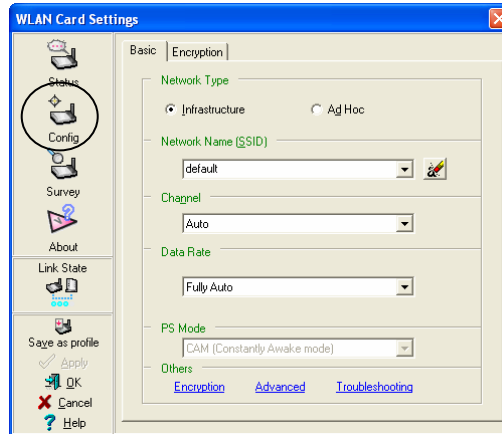 WLAN Card Settings
Status
Config
Survey
About
Link State
Save as profile
Apply
OK
Cancel
Help
Basic
Encryption
Network Type
Infrastructure
Ad Hoc
Network Name (SSID)
default
Channel
Auto
Data Rate
Fully Auto
PS Mode
CAM (Constantly Awake mode)
Others
Encryption Advanced Troubleshooting